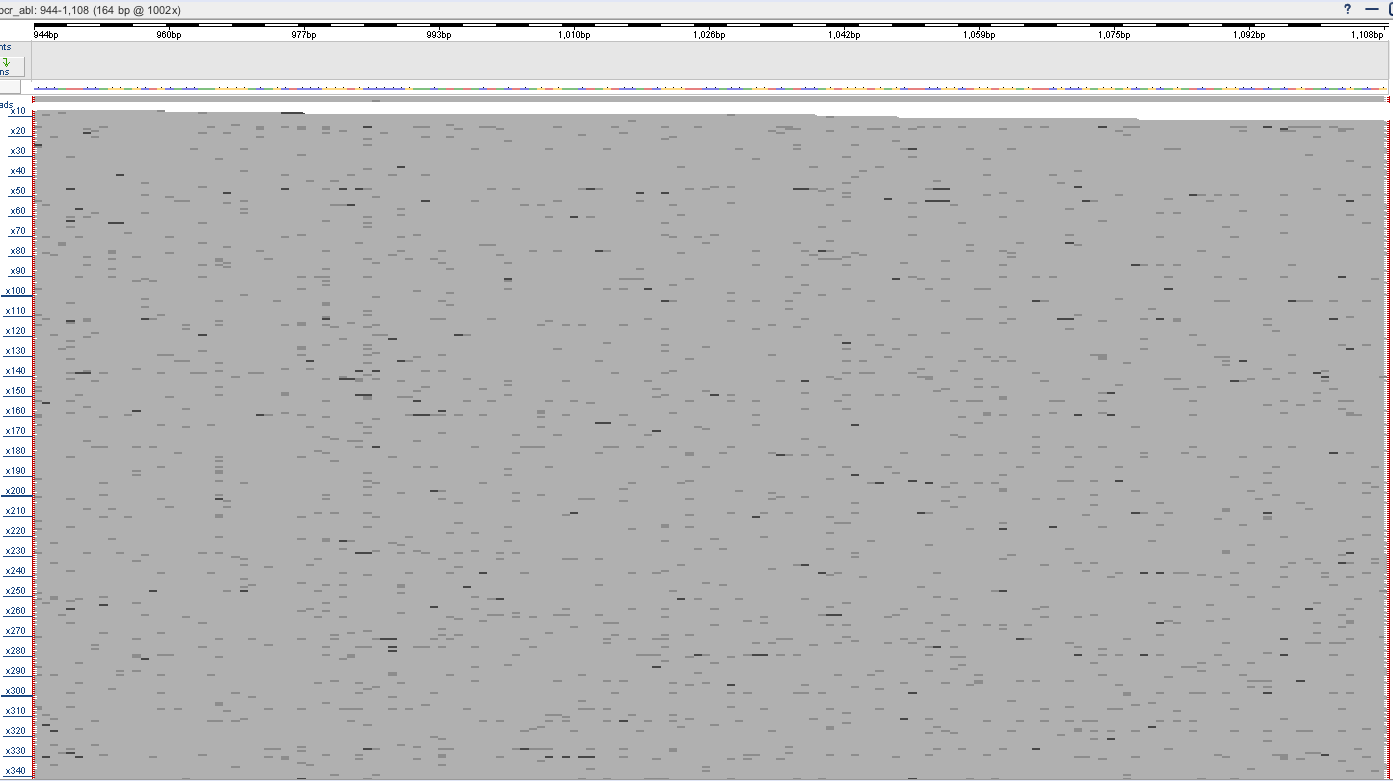 bcr_abl: 944-1,108 (164 bp @ 1002x)
?
944bp 960bp 977bp 993bp 1,010bp 1,026bp 1,042bp 1,059bp 1,075bp 1,092bp 1,108bp
nts
ns
ads
x10
x20
x30
x40
x50
x60
x70
x80
x90
x100
x110
x120
x130
x140
x150
x160
x170
x180
x190
x200
x210
x220
x230
x240
x250
x260
x270
x280
x290
x300
x310
x320
x330
x340